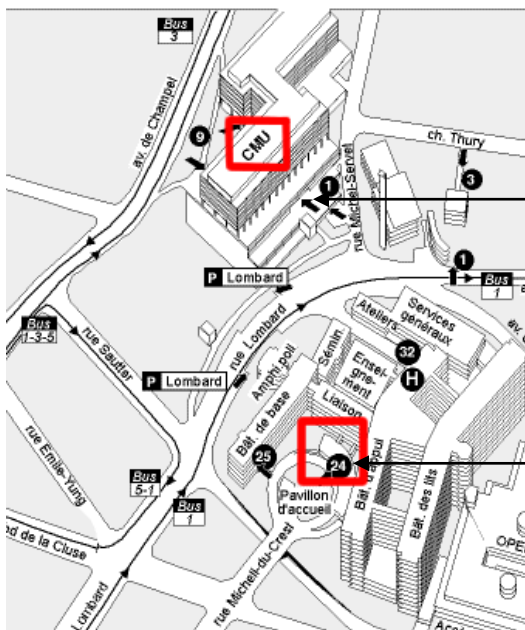 Bus
3
av. de Champel
9
CMU
ch. Thury
3
1
rue Michel-Servet
1
P Lombard
Bus
1
Services
généraux
Ateliers
32
Bus
1-3-5
rue Sautter
rue Lombard
Sémin
Ensei-
gne-
ment
H
P Lombard
Amphi poli
Liaison
Bât. de base
25
24
Pavillon
d'accueil
Bât. d'appui
Bât. des lits
rue Emile-Yung
Bus
5-1
Bus
1
OPE
od de la Cluse
rue Micheli-du-Crest
Lombard